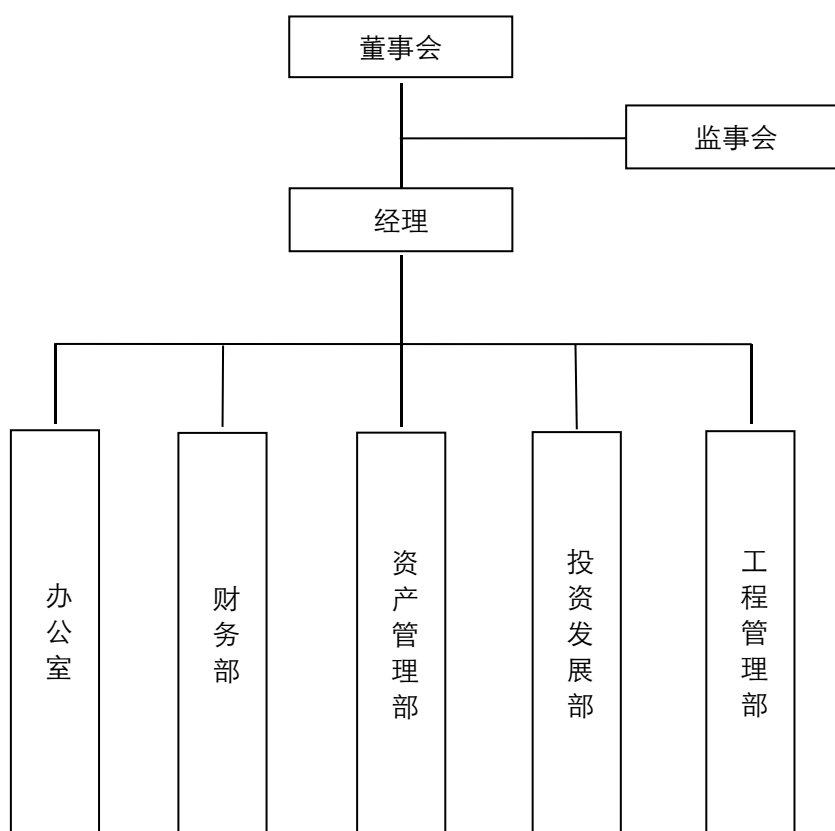 董事会
监事会
经理
办公室
财务部
资产管理部
投资发展部
工程管理部